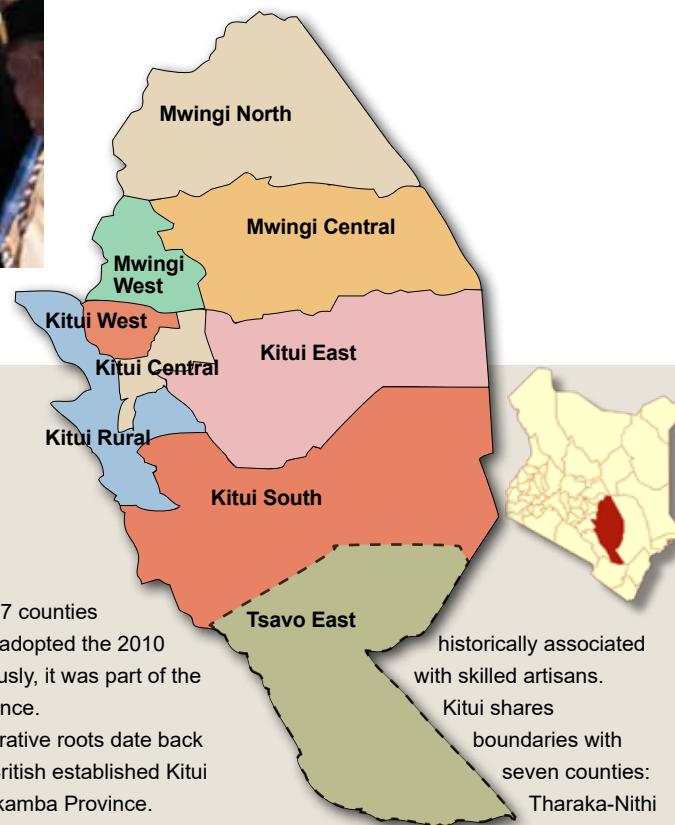 Mwingi North
Mwingi Central
Mwingi
West
Kitui West
Kitui East
Kitui Central
Kitui Rural
Kitui South
Tsavo East
7 counties
adopted the 2010
usly, it was part of the
nce.
rative roots date back
British established Kitui
kamba Province.
historically associated
with skilled artisans.
Kitui shares
boundaries with
seven counties:
Tharaka-Nithi